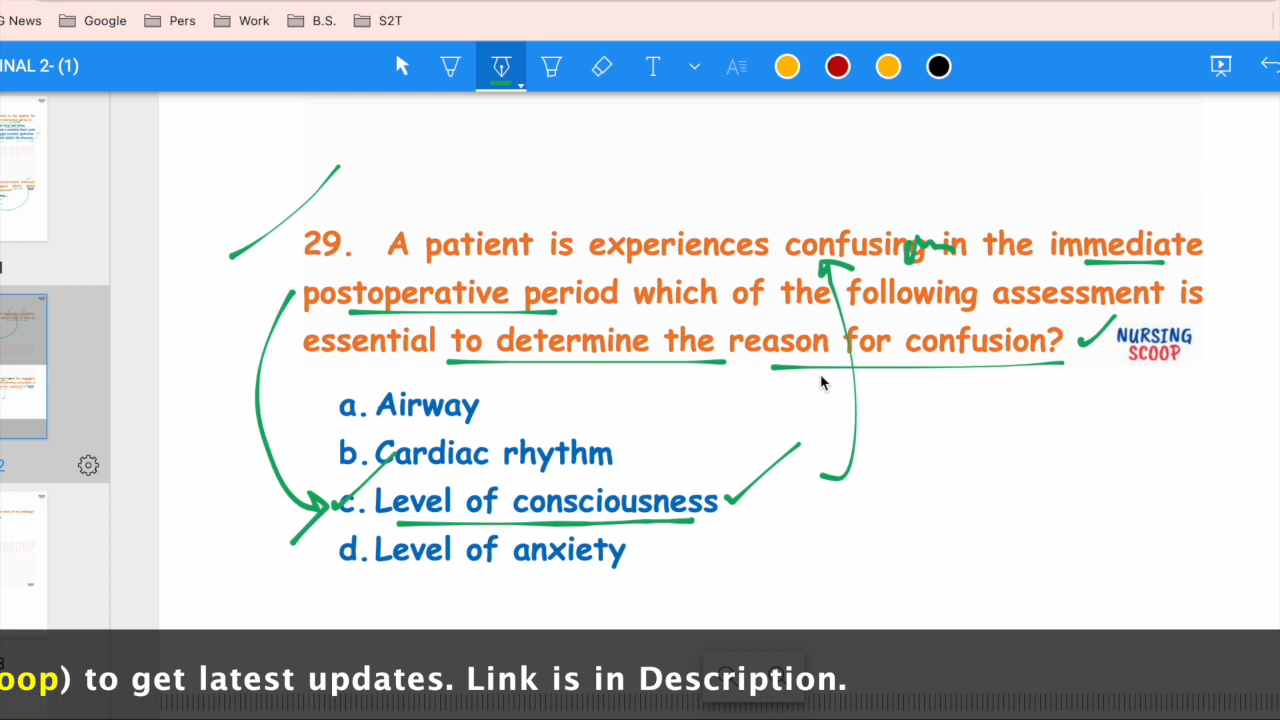 G News Google Pers Work B.S. S2T
INAL 2- (1)
T A
29. A patient is experiences confusing in the immediate
postoperative period which of the following assessment is
essential to determine the reason for confusion?
NURSING
SCOOP
a. Airway
b. Cardiac rhythm
c. Level of consciousness
d. Level of anxiety
oop) to get latest updates. Link is in Description.